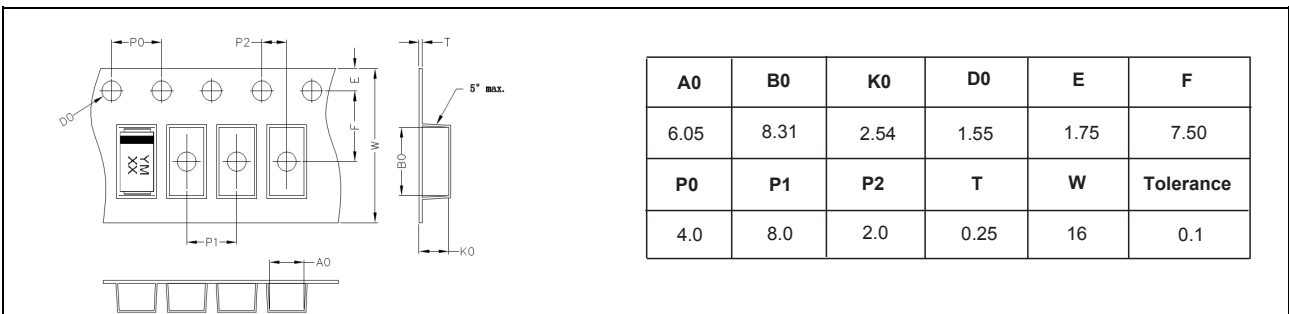 P0
P2
T
E
5° max.
D0
F
W
B0
YM
XX
P1
K0
A0
A0 B0 K0 D0 E F
6.05 8.31 2.54 1.55 1.75 7.50
P0 P1 P2 T W Tolerance
4.0 8.0 2.0 0.25 16 0.1